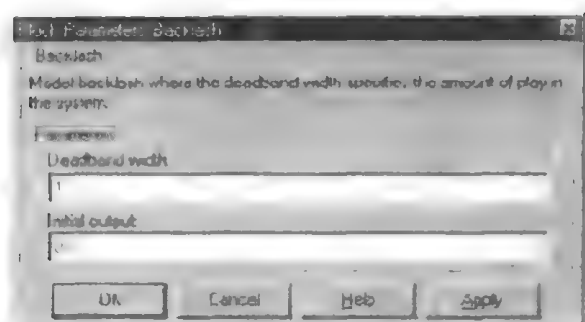 Block Parameters: Backlash
Backlash
Model backlash where the deadband width specifies the amount of play in
the system.
Parameters
Deadband width
1
Initial output
OK Cancel Help Apply